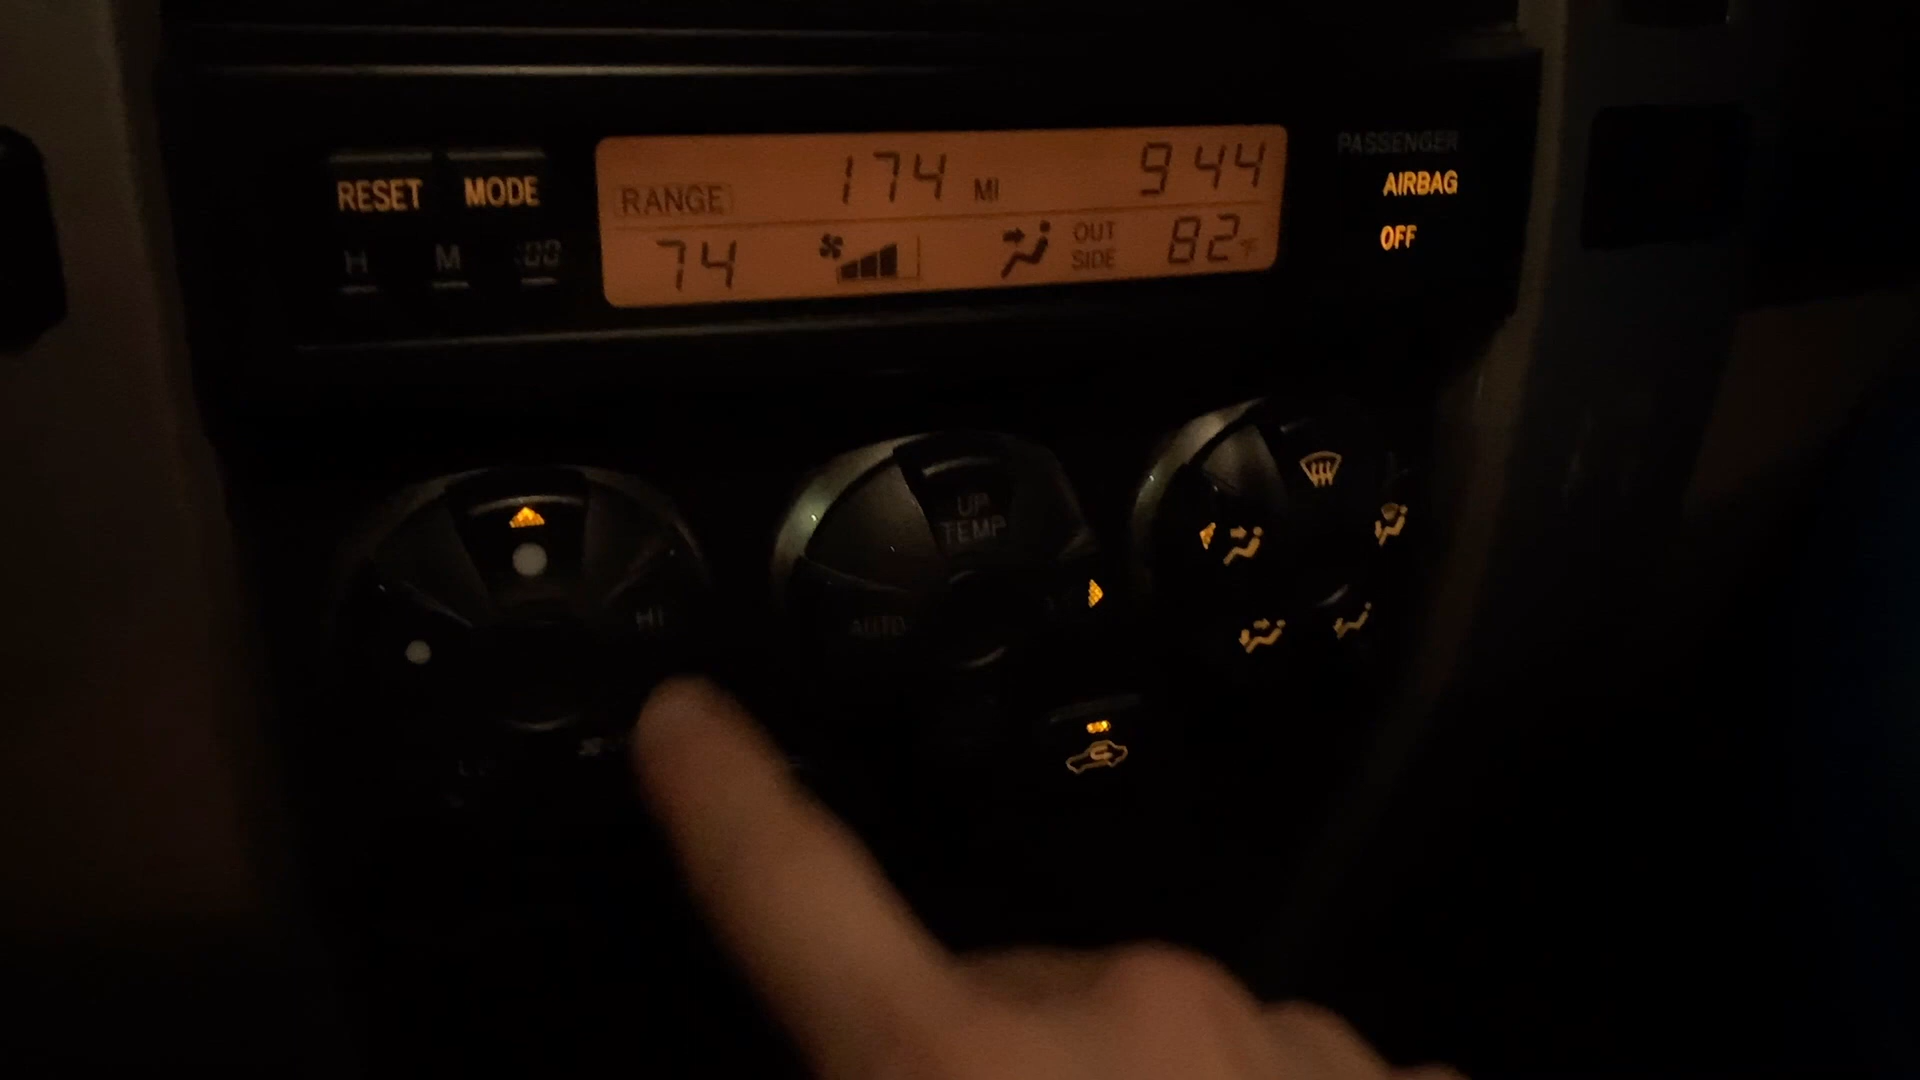 RESET MODE
H M :00
RANGE 174 MI 9 44
74 OUT SIDE 82°F
PASSENGER
AIRBAG
OFF
UP
TEMP
HI
AUTO